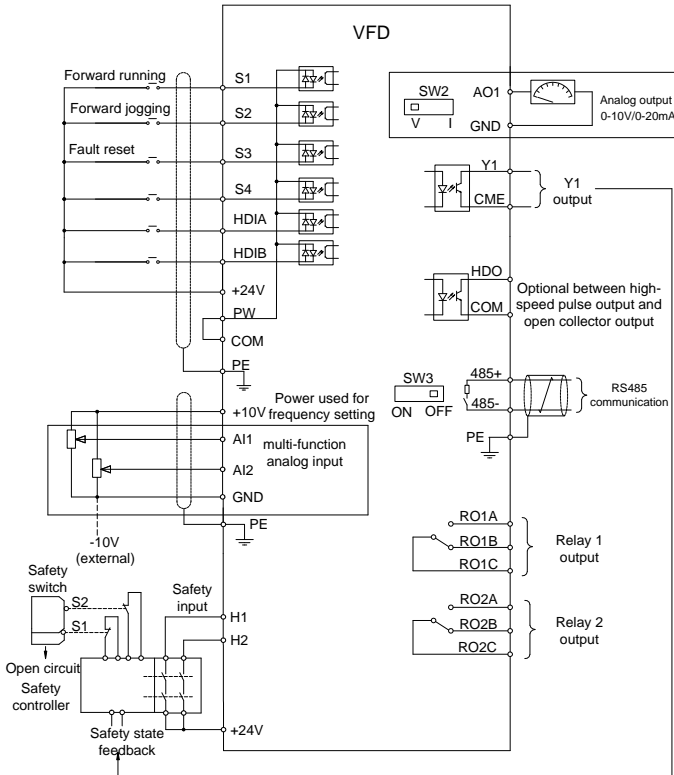 VFD
Forward running
S1
Forward jogging
S2
Fault reset
S3
S4
HDIA
HDIB
+24V
PW
COM
PE
SW2
V I
AO1
GND
Analog output
0-10V/0-20mA
Y1
CME
Y1
output
HDO
COM
Optional between high-
speed pulse output and
open collector output
SW3
ON OFF
485+
485-
PE
RS485
communication
Power used for
frequency setting
+10V
AI1
AI2
GND
PE
multi-function
analog input
-10V
(external)
RO1A
RO1B
RO1C
Relay 1
output
RO2A
RO2B
RO2C
Relay 2
output
Safety
switch
S2
S1
Open circuit
Safety
controller
Safety
input
H1
H2
+24V
Safety state
feedback